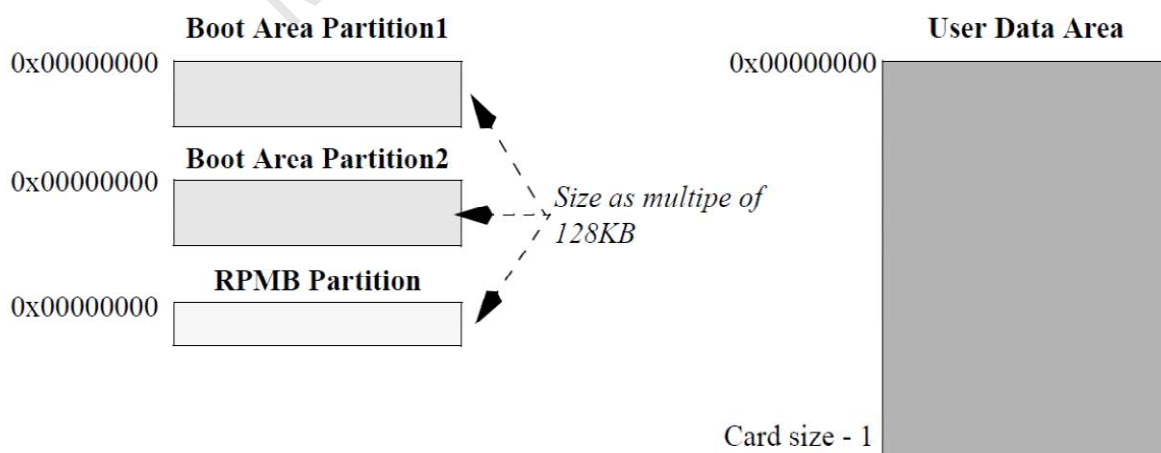 Boot Area Partition1
0x00000000
Boot Area Partition2
0x00000000
RPMB Partition
0x00000000
Size as multipe of
128KB
User Data Area
0x00000000
Card size - 1